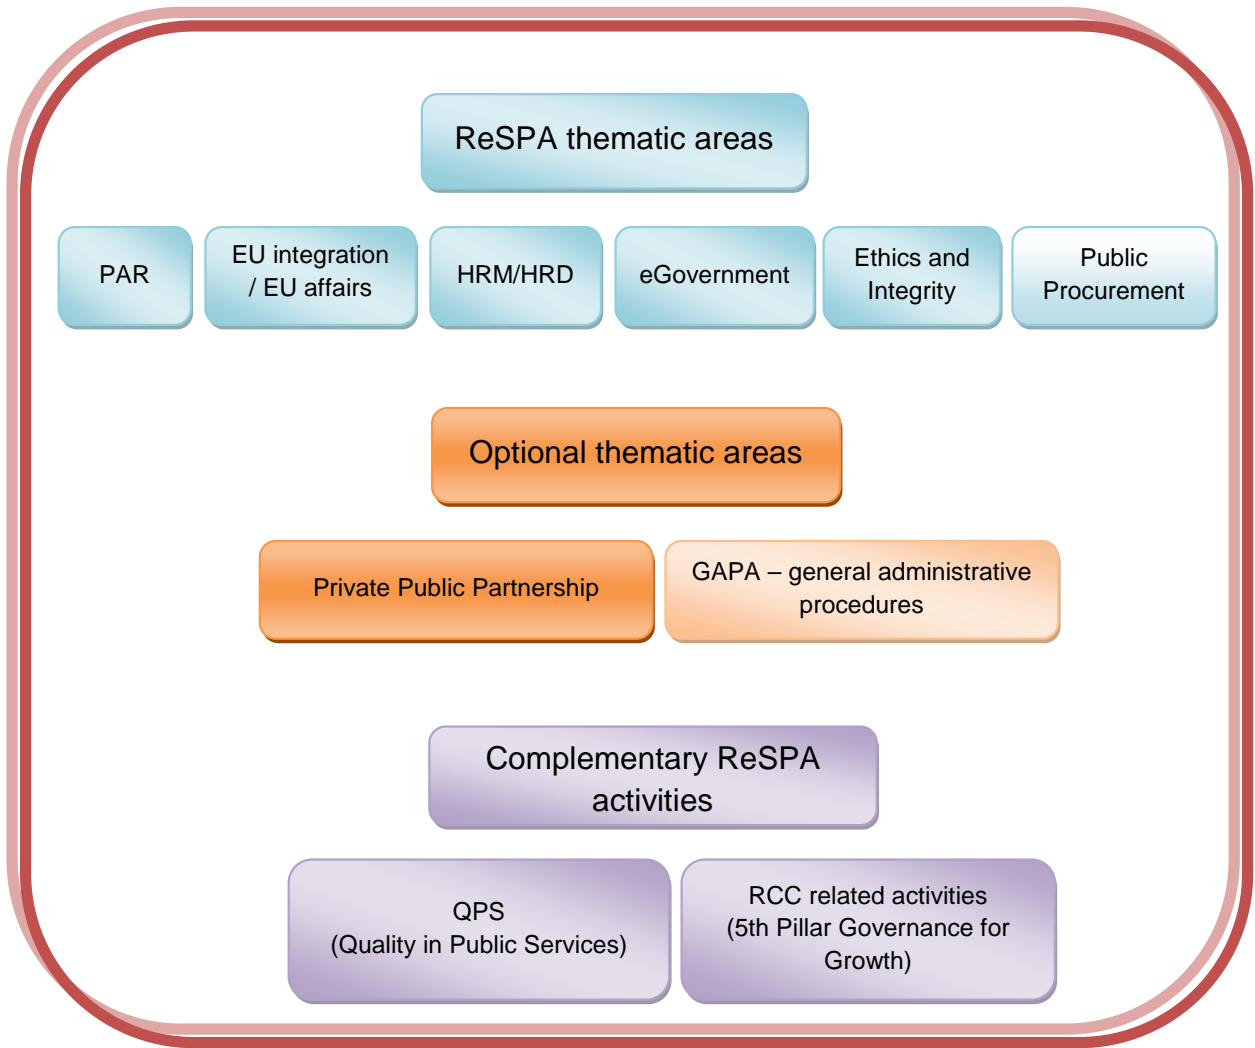 ReSPA thematic areas
PAR
EU integration
/ EU affairs
HRM/HRD
eGovernment
Ethics and
Integrity
Public
Procurement
Optional thematic areas
Private Public Partnership
GAPA – general administrative
procedures
Complementary ReSPA
activities
QPS
(Quality in Public Services)
RCC related activities
(5th Pillar Governance for
Growth)